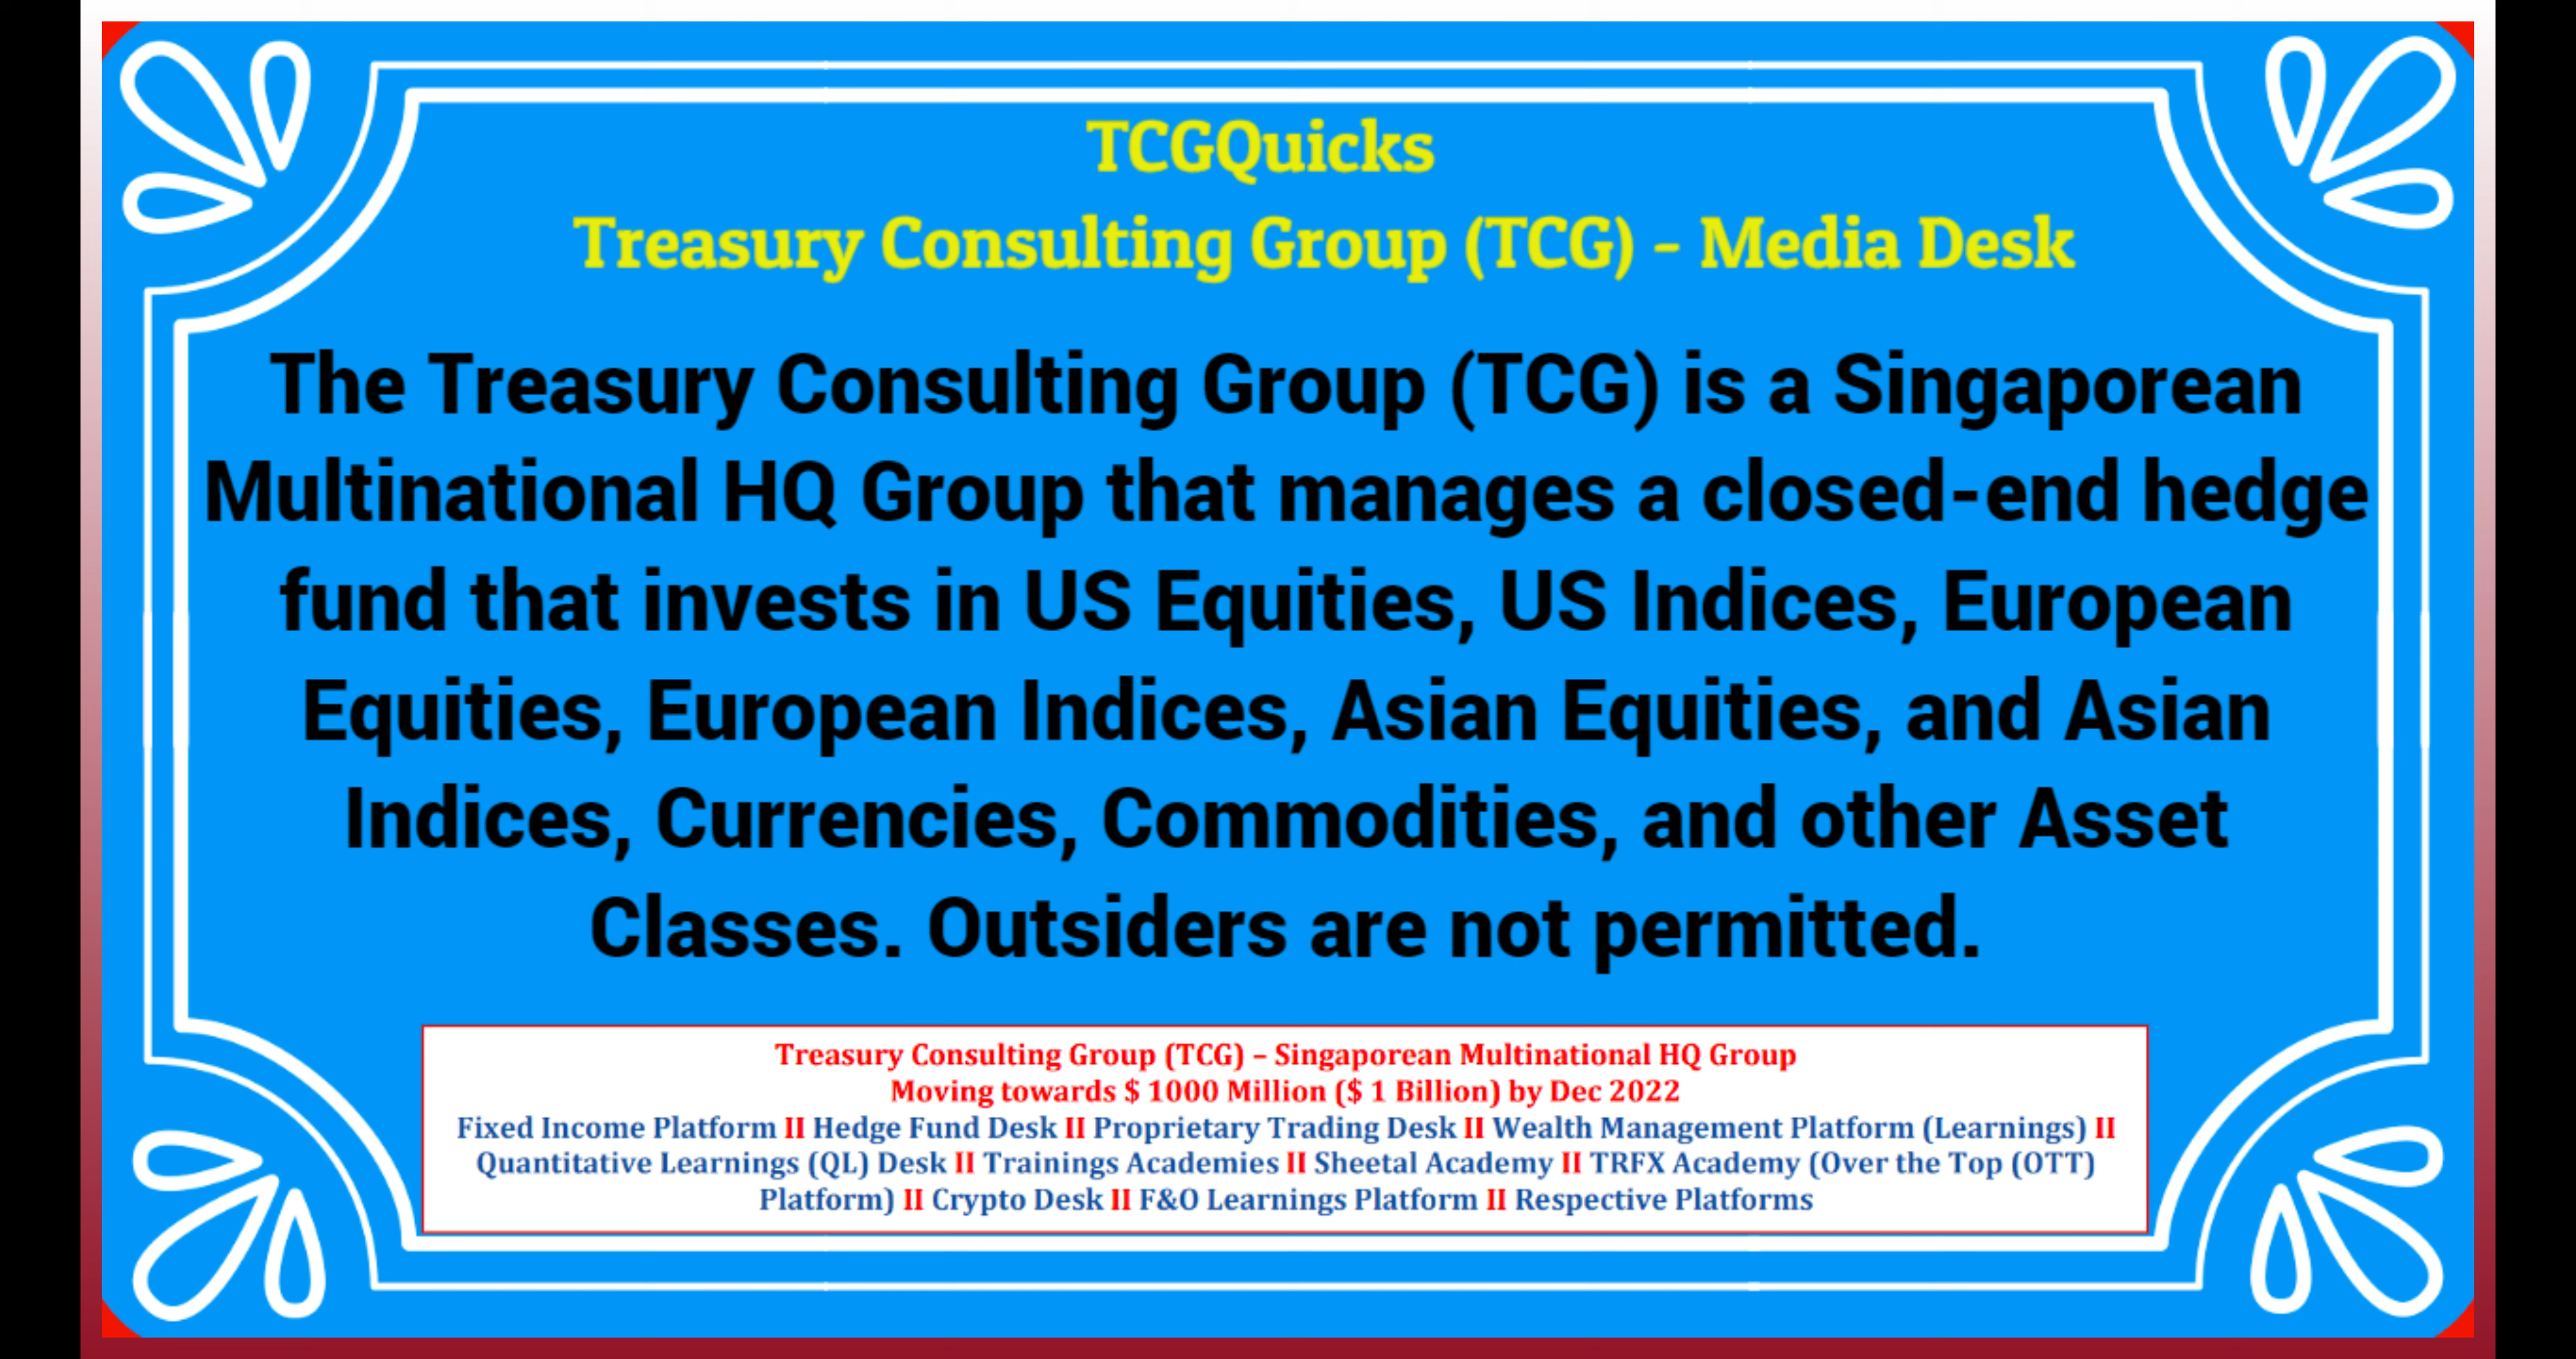 TCGQuicks
Treasury Consulting Group (TCG) - Media Desk
The Treasury Consulting Group (TCG) is a Singaporean
Multinational HQ Group that manages a closed-end hedge
fund that invests in US Equities, US Indices, European
Equities, European Indices, Asian Equities, and Asian
Indices, Currencies, Commodities, and other Asset
Classes. Outsiders are not permitted.
Treasury Consulting Group (TCG) – Singaporean Multinational HQ Group
Moving towards $ 1000 Million ($ 1 Billion) by Dec 2022
Fixed Income Platform II Hedge Fund Desk II Proprietary Trading Desk II Wealth Management Platform (Learnings) II
Quantitative Learnings (QL) Desk II Trainings Academies II Sheetal Academy II TRFX Academy (Over the Top (OTT)
Platform) II Crypto Desk II F&O Learnings Platform II Respective Platforms